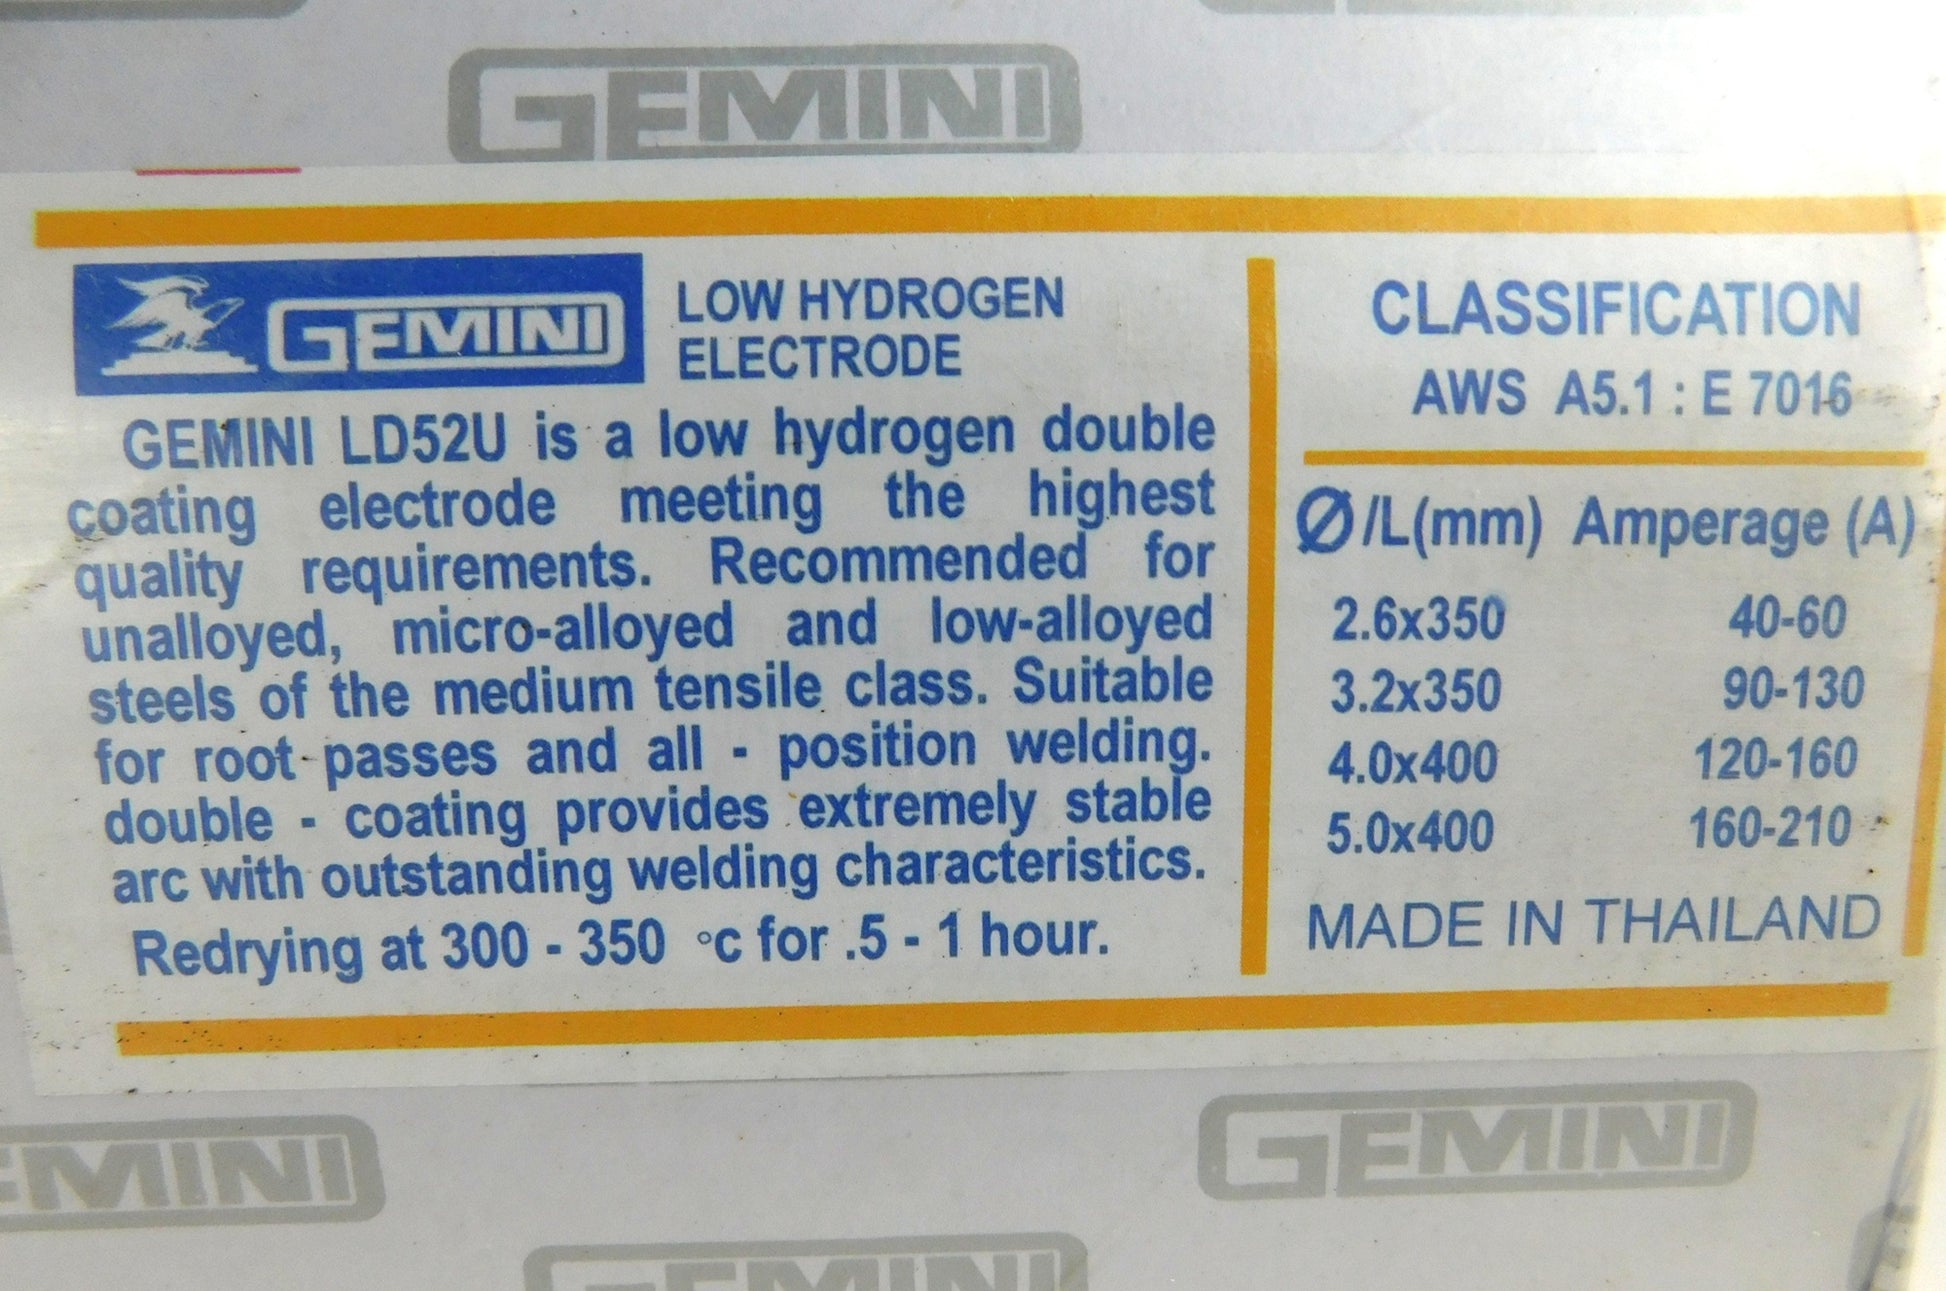 GEMINI
GEMINI
LOW HYDROGEN
ELECTRODE
GEMINI LD52U is a low hydrogen double
coating electrode meeting the highest
quality requirements. Recommended for
unalloyed, micro-alloyed and low-alloyed
steels of the medium tensile class. Suitable
for root passes and all - position welding.
double - coating provides extremely stable
arc with outstanding welding characteristics.
Redrying at 300 - 350 °c for .5 - 1 hour.
CLASSIFICATION
AWS A5.1 : E 7016
Ø/L(mm) Amperage (A)
2.6x350 40-60
3.2x350 90-130
4.0x400 120-160
5.0x400 160-210
MADE IN THAILAND
EMINI
GEMINI
GEMINI